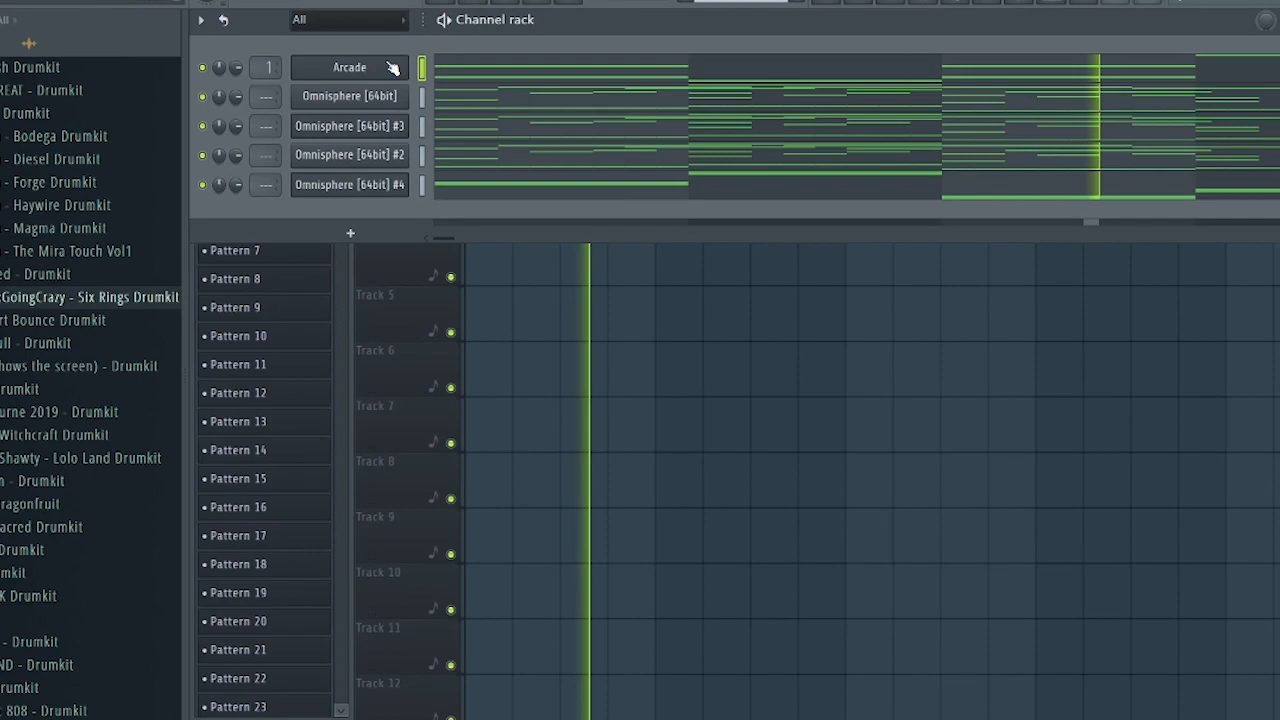 All
All
Channel rack
sh Drumkit
REAT - Drumkit
Drumkit
- Bodega Drumkit
- Diesel Drumkit
- Forge Drumkit
- Haywire Drumkit
- Magma Drumkit
- The Mira Touch Vol1
ed - Drumkit
GoingCrazy - Six Rings Drumkit
rt Bounce Drumkit
ull - Drumkit
hows the screen) - Drumkit
rumkit
urne 2019 - Drumkit
Witchcraft Drumkit
Shawty - Lolo Land Drumkit
n - Drumkit
ragonfruit
acred Drumkit
Drumkit
mkit
K Drumkit
- Drumkit
ND - Drumkit
rumkit
808 - Drumkit
1
Arcade
---
Omnisphere [64bit]
---
Omnisphere [64bit] #3
---
Omnisphere [64bit] #2
---
Omnisphere [64bit] #4
+
Pattern 7
Pattern 8
Pattern 9
Pattern 10
Pattern 11
Pattern 12
Pattern 13
Pattern 14
Pattern 15
Pattern 16
Pattern 17
Pattern 18
Pattern 19
Pattern 20
Pattern 21
Pattern 22
Pattern 23
Track 5
Track 6
Track 7
Track 8
Track 9
Track 10
Track 11
Track 12